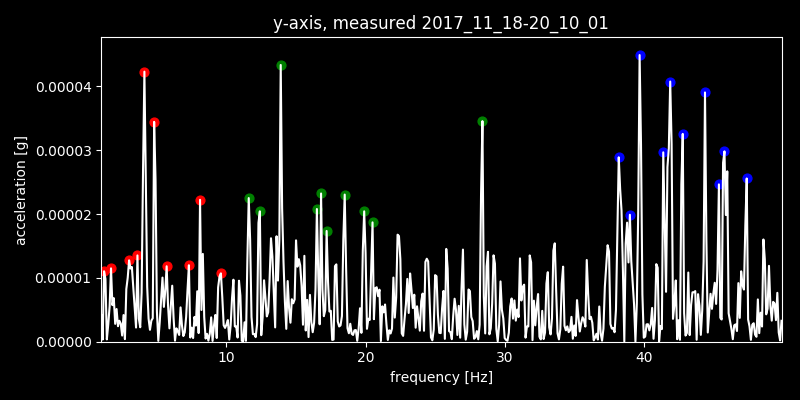 y-axis, measured 2017_11_18-20_10_01
acceleration [g]
0.00004
0.00003
0.00002
0.00001
0.00000
10 20 30 40
frequency [Hz]